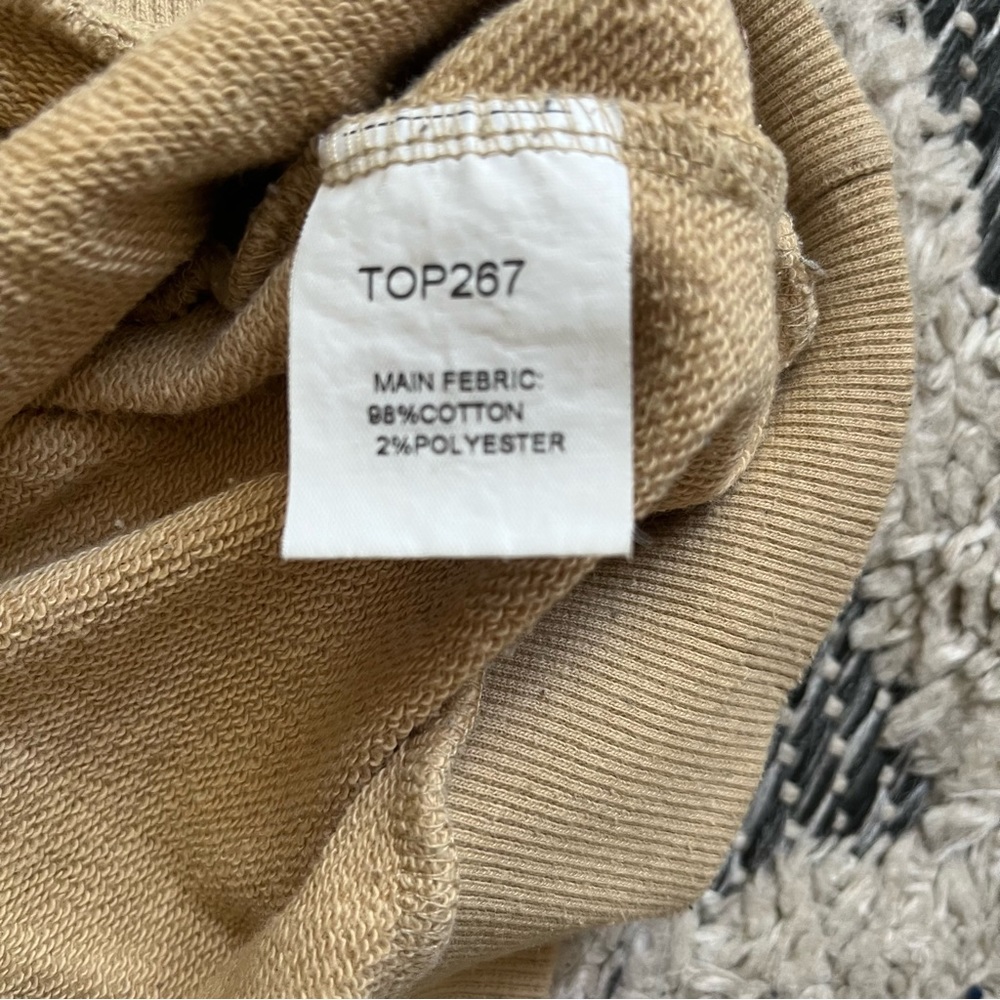 TOP267
MAIN FEBRIC:
98%COTTON
2%POLYESTER